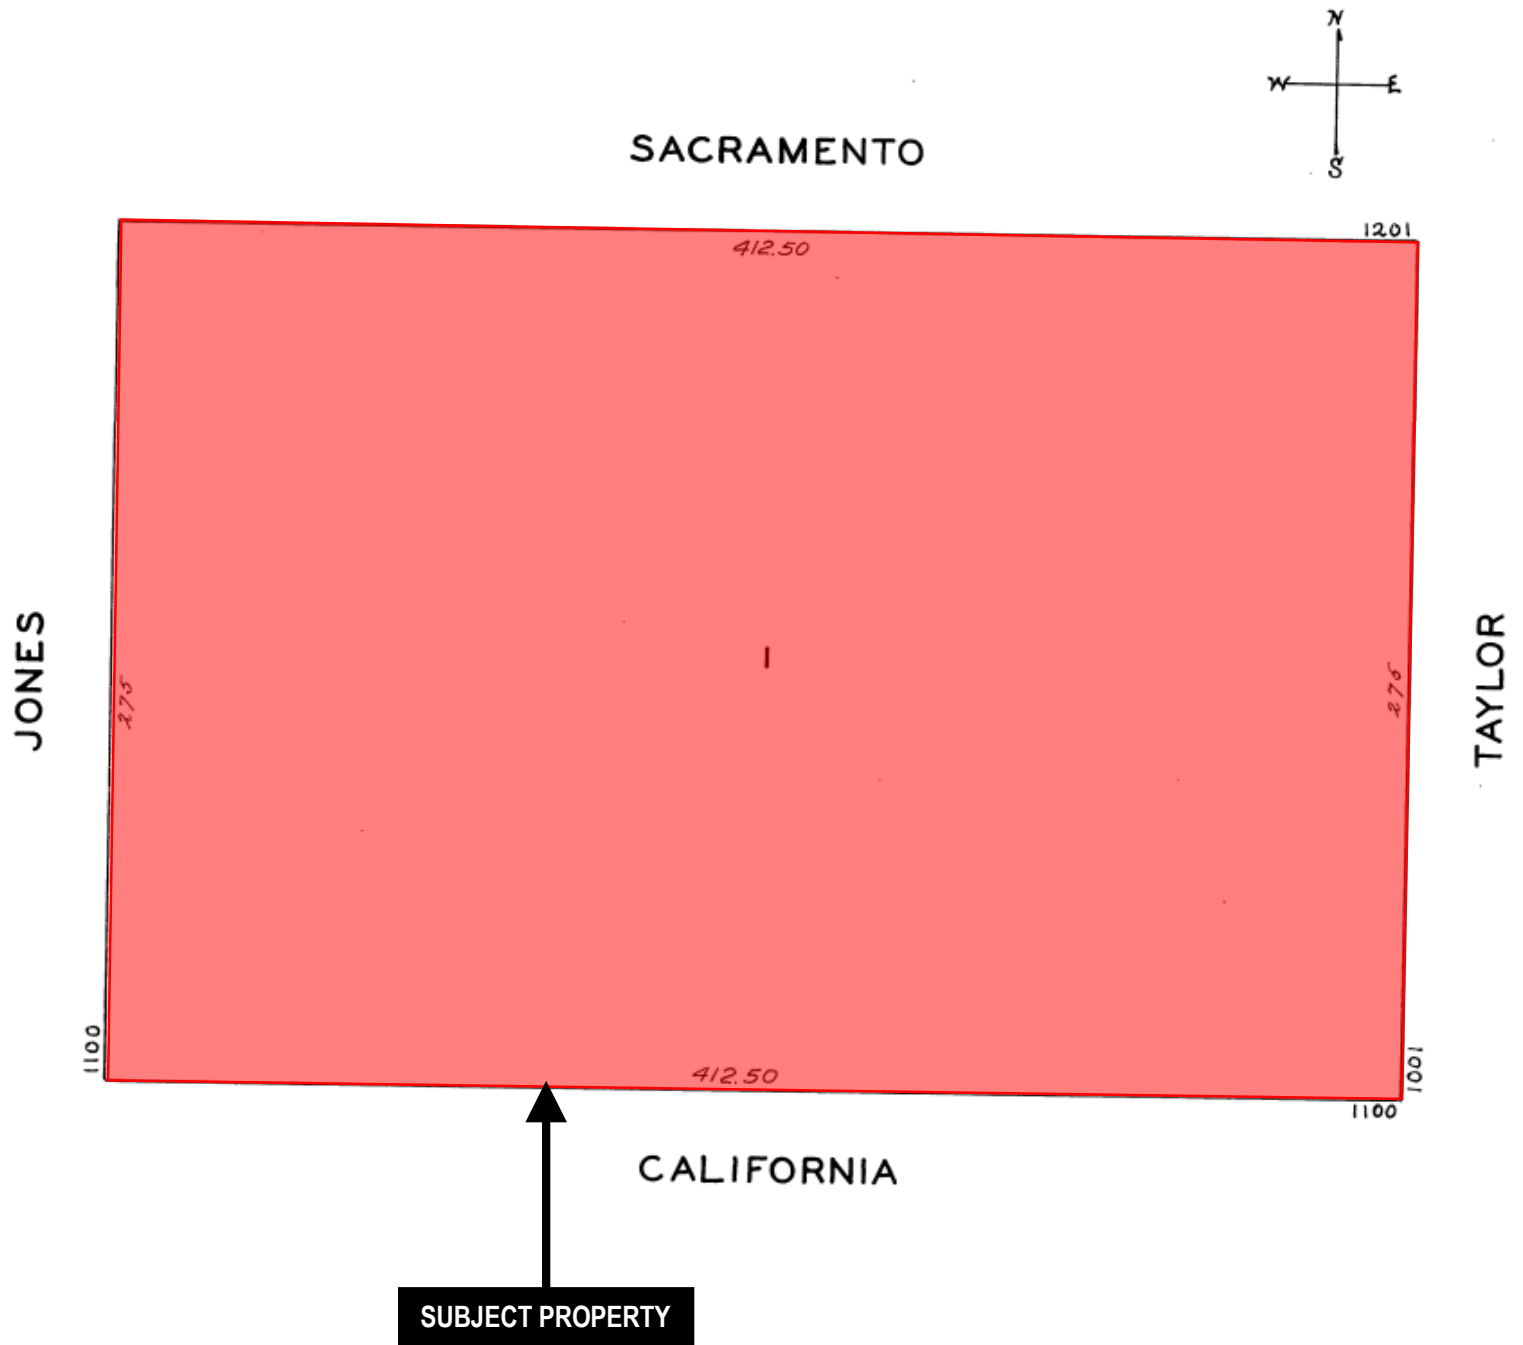 N
W E
S
SACRAMENTO
1201
412.50
JONES
275
1
275
TAYLOR
1100
412.50
1001
1100
CALIFORNIA
SUBJECT PROPERTY